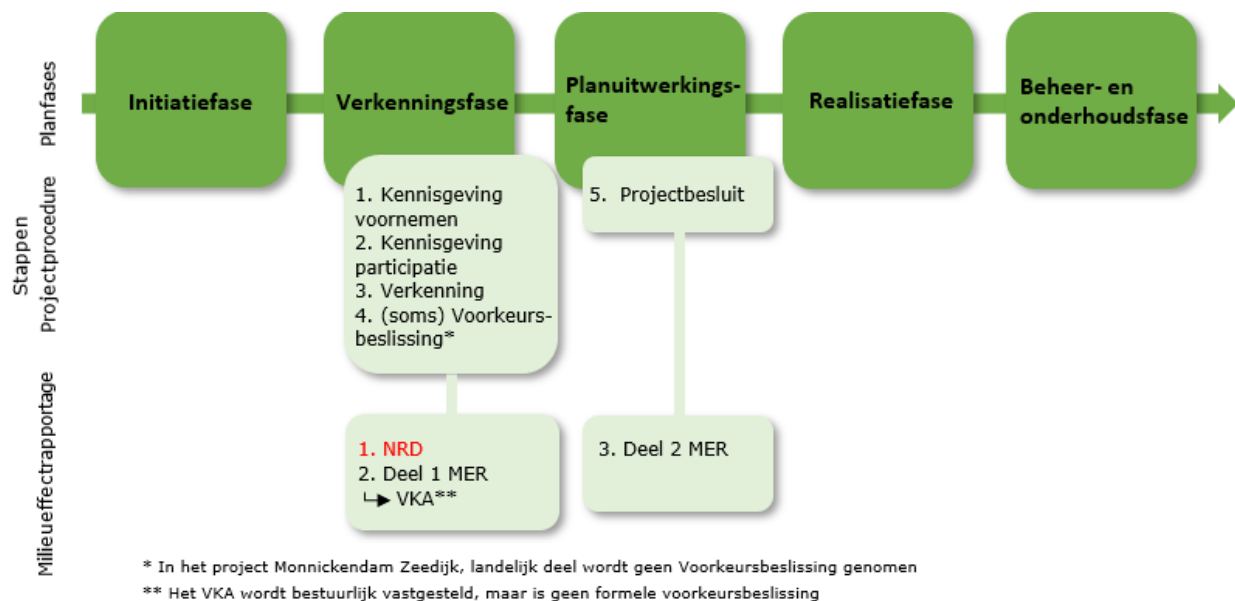 Planfases
Initiatiefase
Verkenningsfase
Planuitwerkings-
fase
Realisatiefase
Beheer- en
onderhoudsfase
Stappen
Projectprocedure
1. Kennisgeving
voornemen
2. Kennisgeving
participatie
3. Verkenning
4. (soms) Voorkeurs-
beslissing*
5. Projectbesluit
Milieueffectrapportage
1. NRD
2. Deel 1 MER
VKA**
3. Deel 2 MER
* In het project Monnickendam Zeedijk, landelijk deel wordt geen Voorkeursbeslissing genomen
** Het VKA wordt bestuurlijk vastgesteld, maar is geen formele voorkeursbeslissing